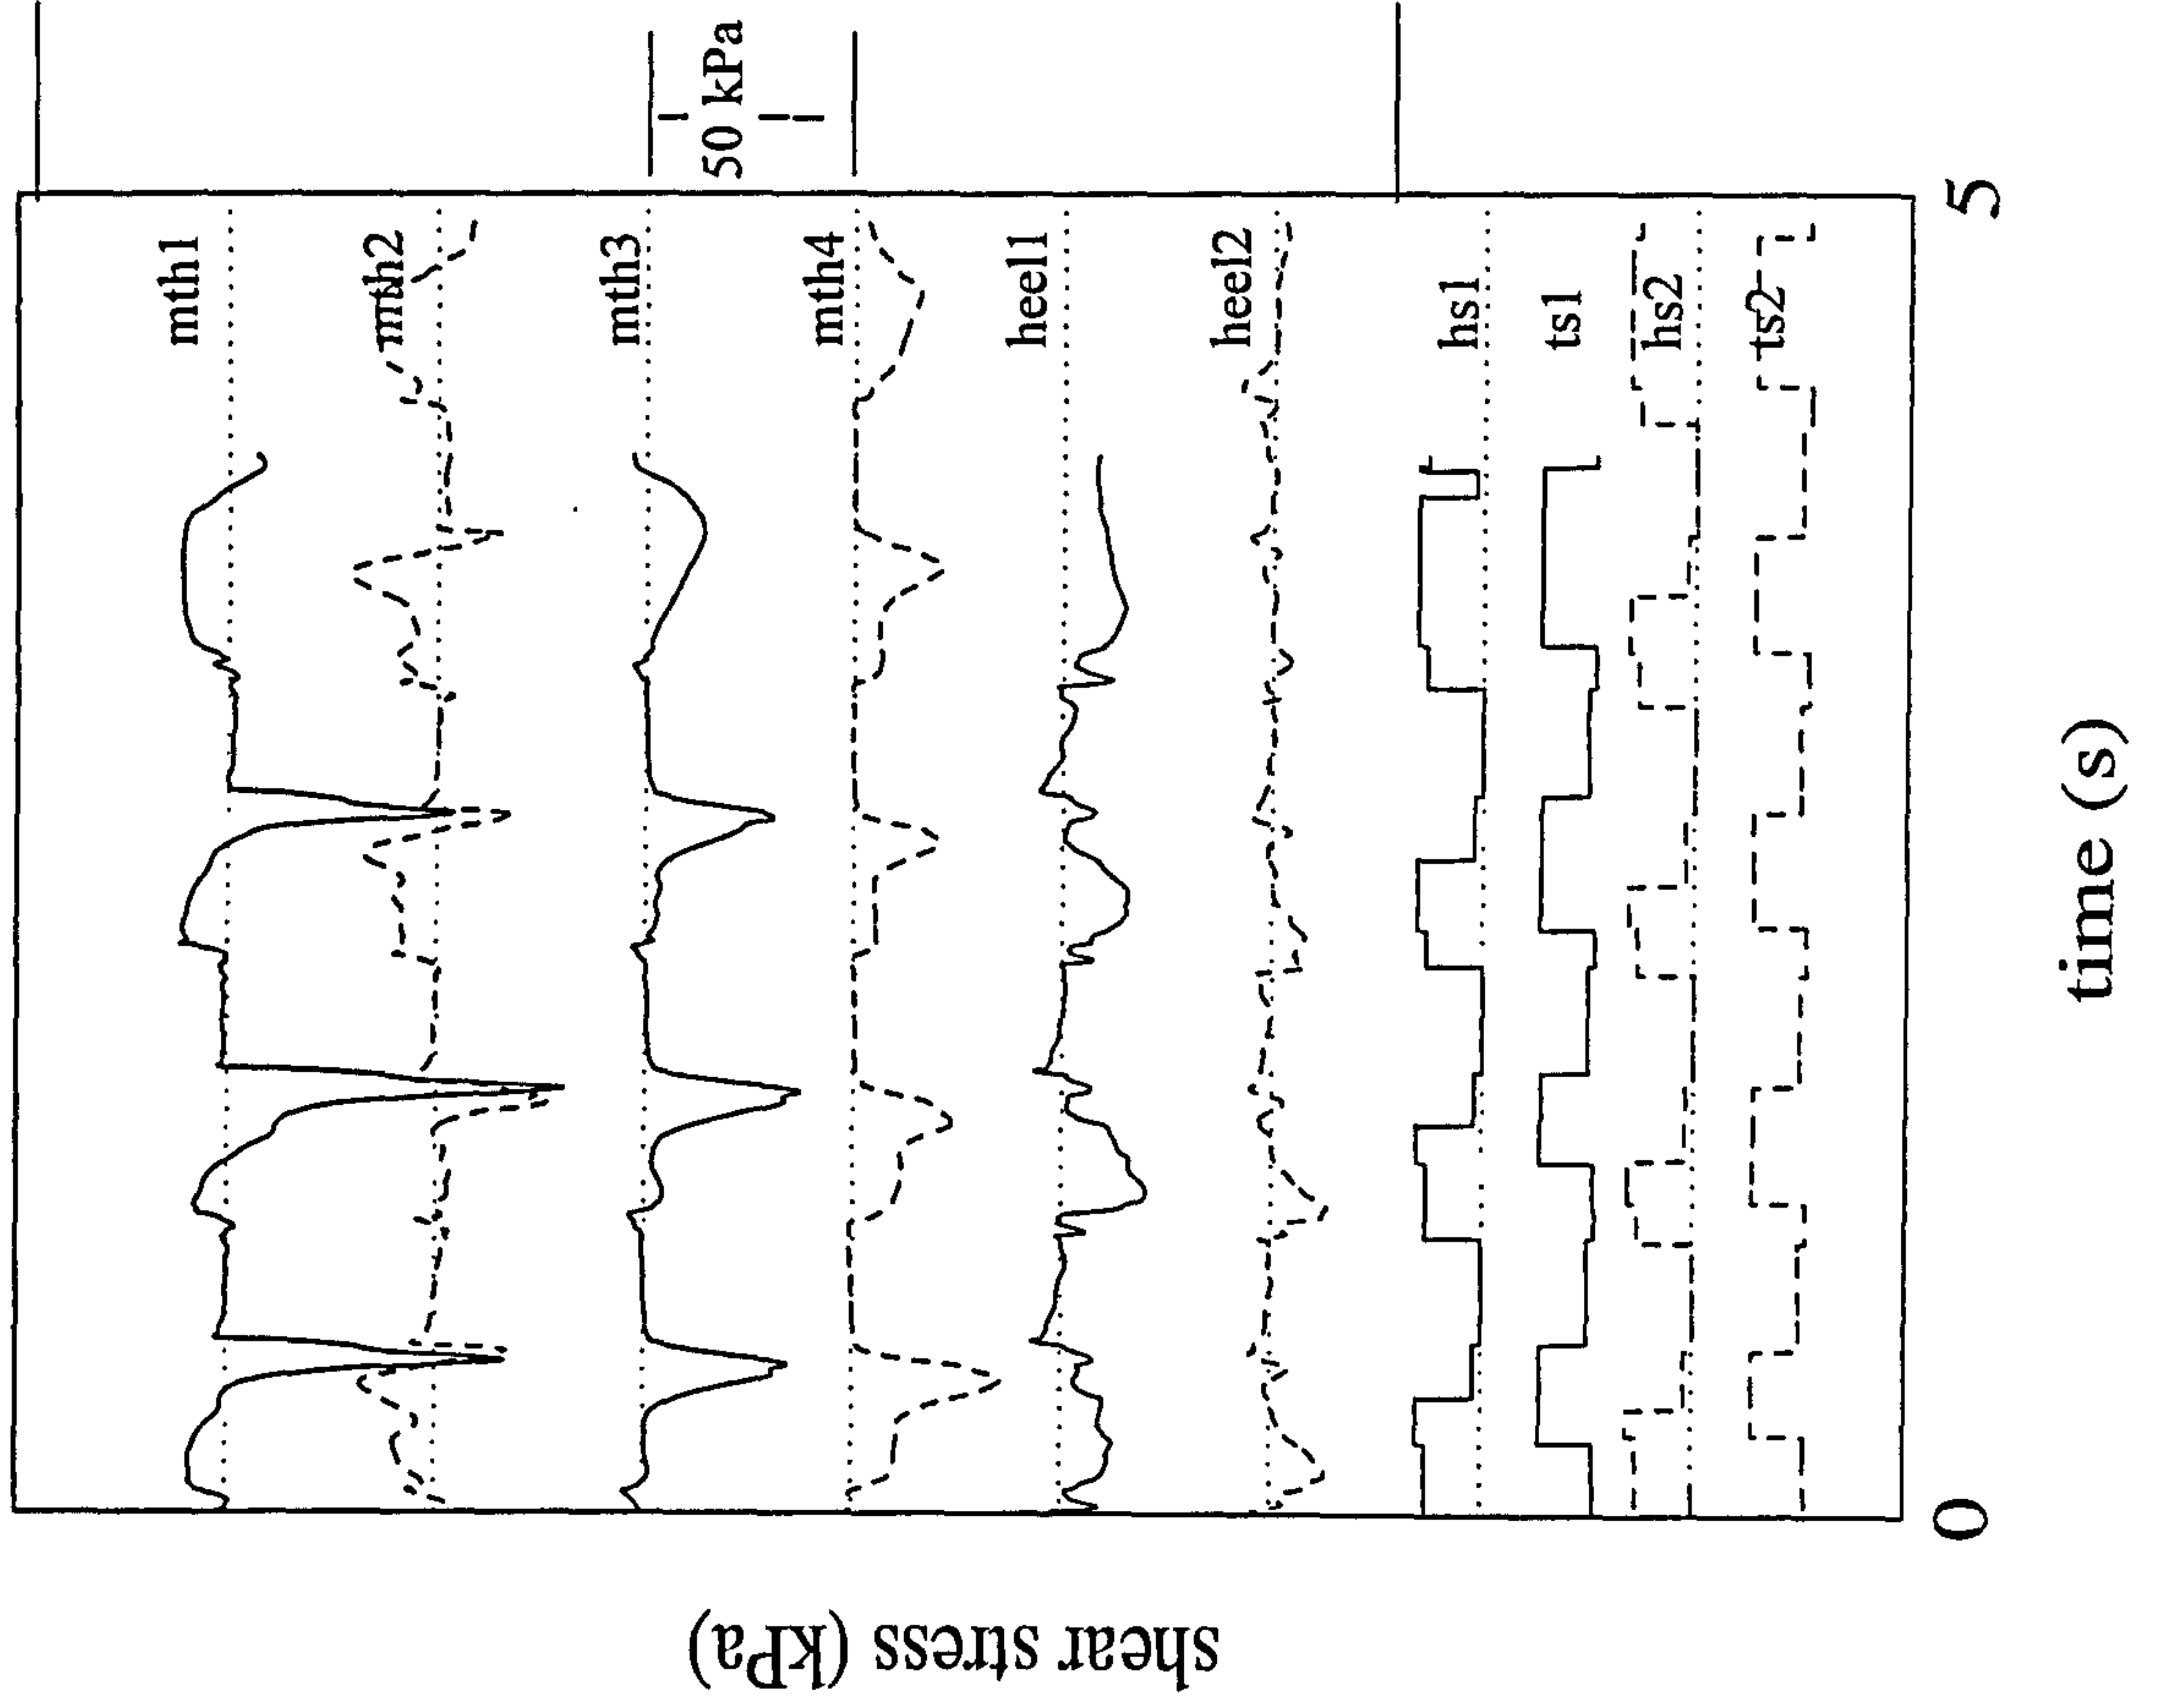 shear stress (kPa)
mth1
mth2
mth3
mth4
heel1
heel2
hs1
ts1
hs2
ts2
50 kPa
0
5
time (s)